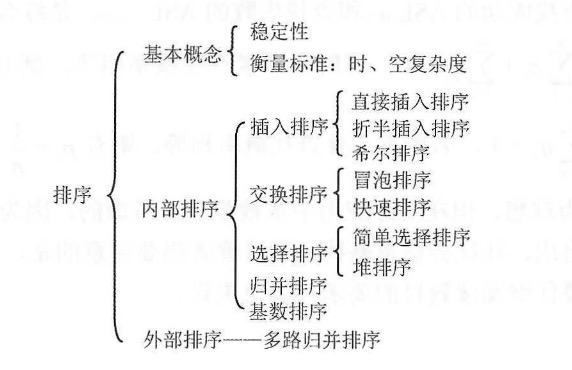 稳定性
基本概念
衡量标准：时、空复杂度
直接插入排序
插入排序
折半插入排序
希尔排序
冒泡排序
排序
内部排序
交换排序
快速排序
简单选择排序
选择排序
堆排序
归并排序
基数排序
外部排序——多路归并排序